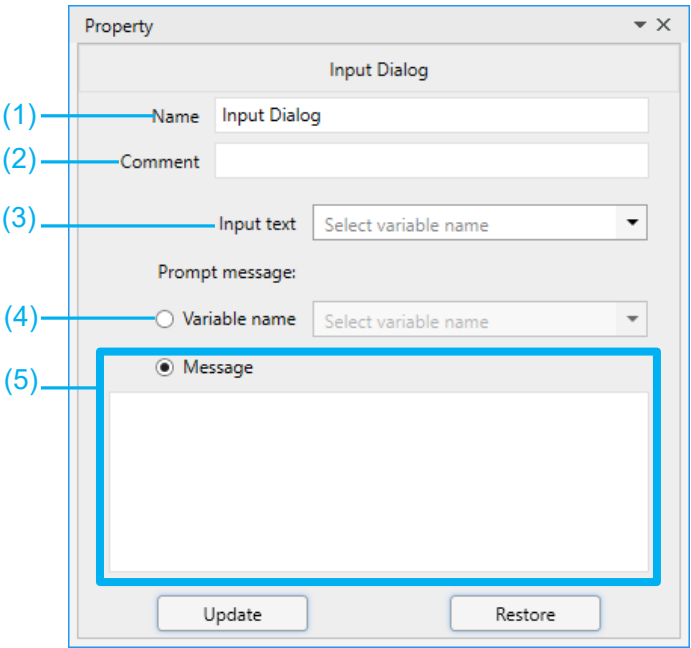 Property
Input Dialog
(1) Name Input Dialog
(2) Comment
(3) Input text Select variable name
Prompt message:
(4) Variable name Select variable name
(5) Message
Update Restore